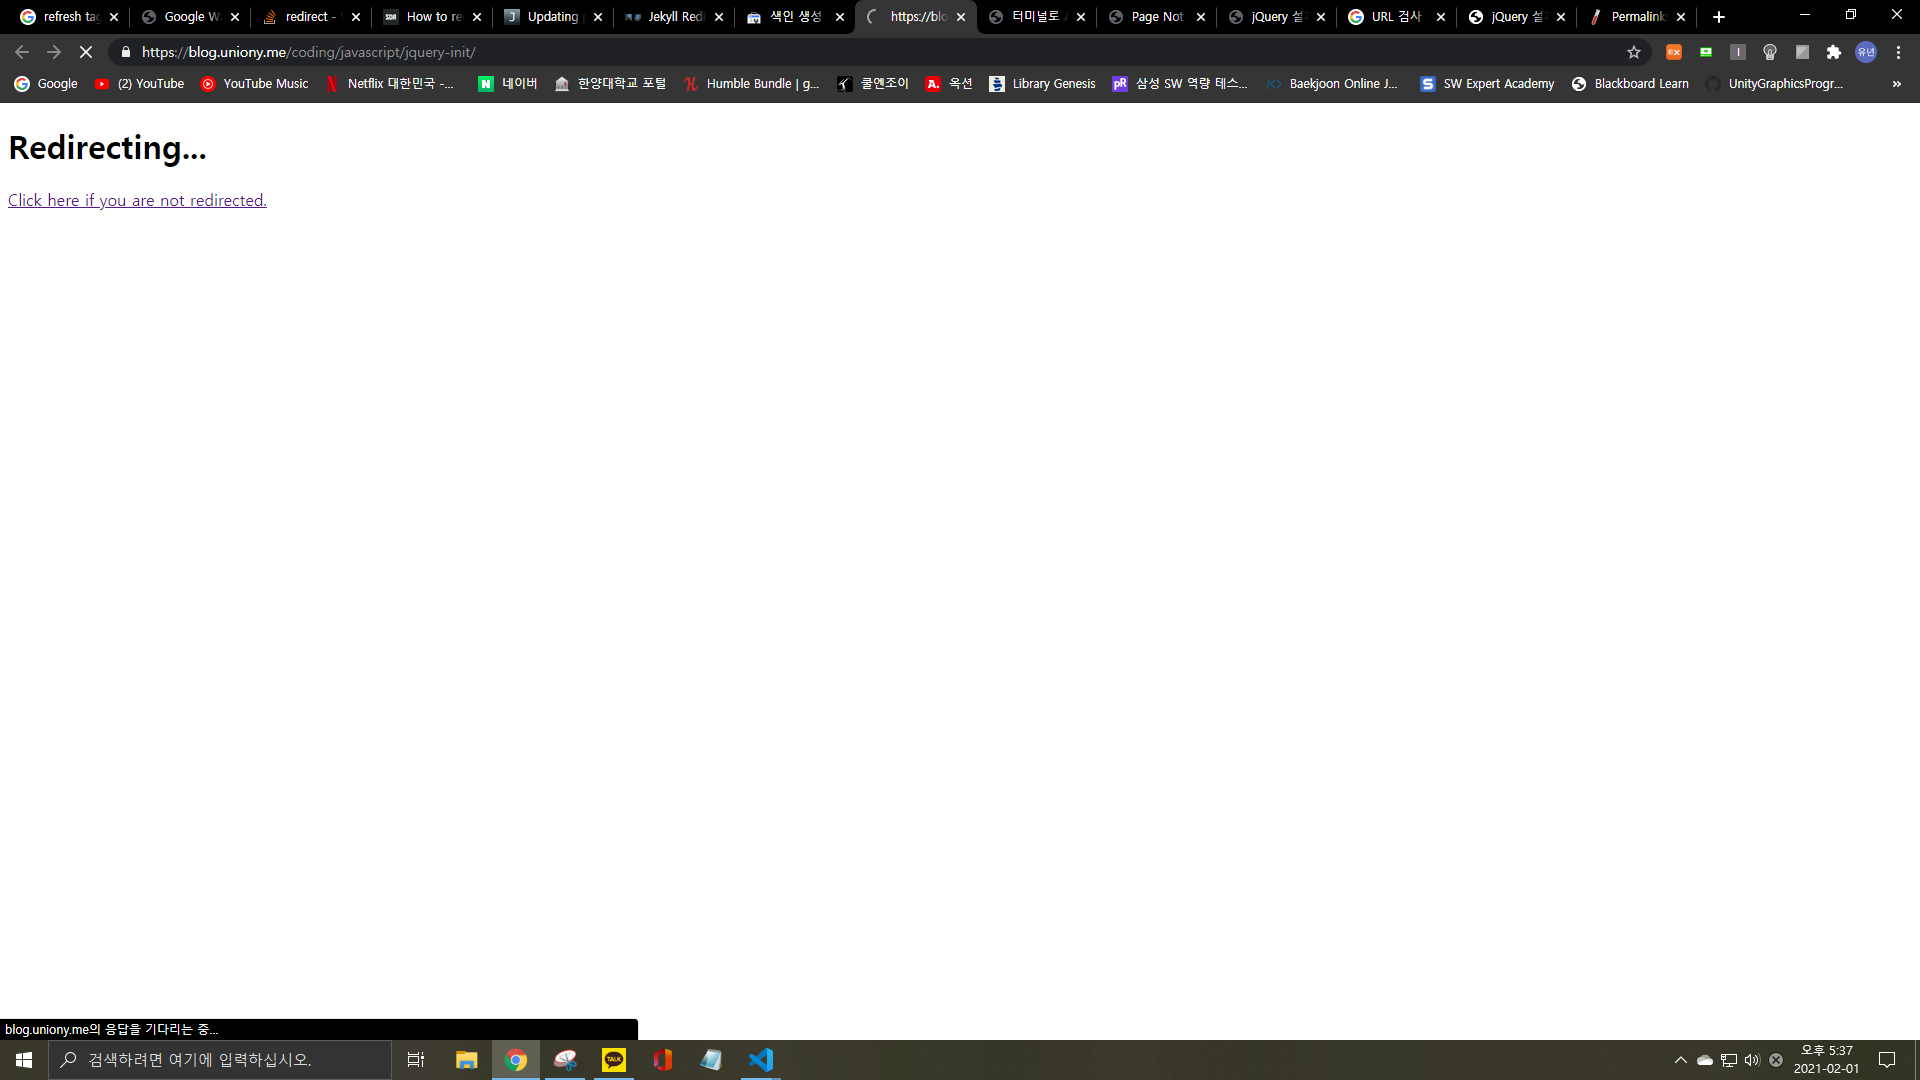 refresh tag
Google W
redirect -
How to re
Updating
Jekyll Redi
색인 생성
https://blo
터미널로
Page Not
jQuery 설
URL 검사
jQuery 설
Permalink
https://blog.uniony.me/coding/javascript/jquery-init/
유년
Google
(2) YouTube
YouTube Music
Netflix 대한민국 -...
네이버
한양대학교 포털
Humble Bundle | g...
쿨엔조이
옥션
Library Genesis
삼성 SW 역량 테스...
Baekjoon Online J...
SW Expert Academy
Blackboard Learn
UnityGraphicsProgr...
»
Redirecting...
Click here if you are not redirected.
blog.uniony.me의 응답을 기다리는 중...
검색하려면 여기에 입력하십시오.
TALK
오후 5:37
2021-02-01